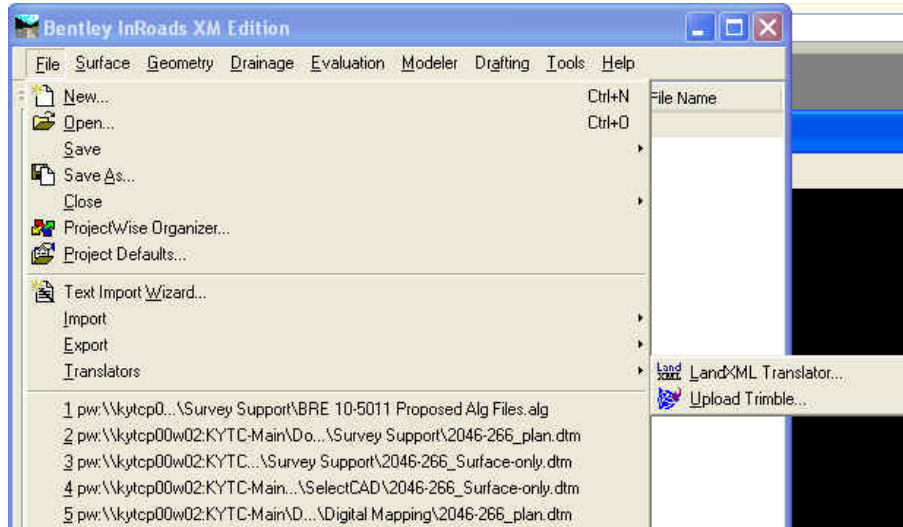 Bentley InRoads XM Edition
File Surface Geometry Drainage Evaluation Modeler Drafting Tools Help
New... Ctrl+N
File Name
Open... Ctrl+O
Save
Save As...
Close
ProjectWise Organizer...
Project Defaults...
Text Import Wizard...
Import
Export
Translators
Land XML LandXML Translator...
Upload Trimble...
1 pw:\\kytcp0...\Survey Support\BRE 10-5011 Proposed Alg Files.alg
2 pw:\\kytcp00w02:KYTC-Main\Do...\Survey Support\2046-266_plan.dtm
3 pw:\\kytcp00w02:KYTC...\Survey Support\2046-266_Surface-only.dtm
4 pw:\\kytcp00w02:KYTC-Main...\SelectCAD\2046-266_Surface-only.dtm
5 pw:\\kytcp00w02:KYTC-Main\D...\Digital Mapping\2046-266_plan.dtm